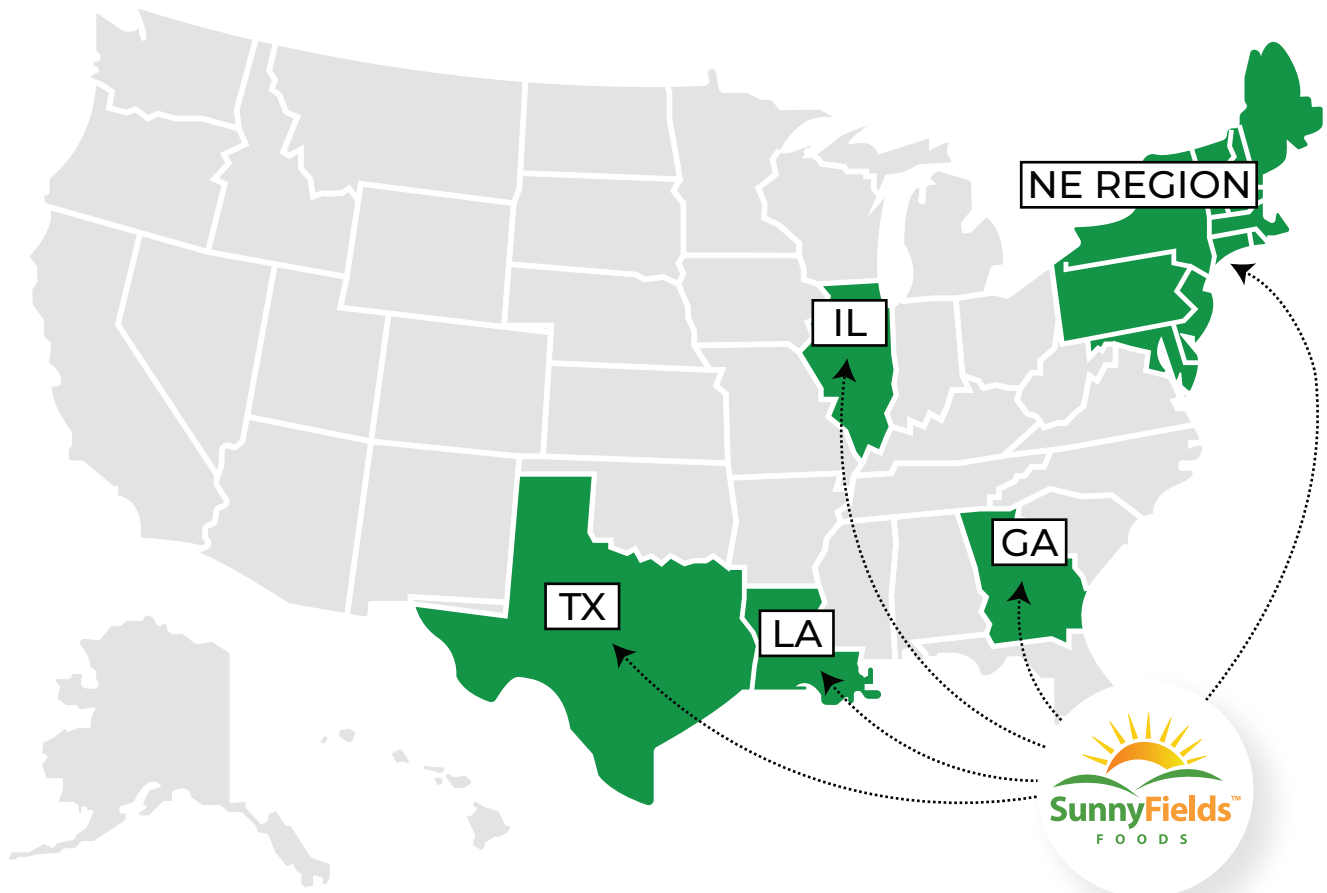 NE REGION
IL
GA
TX
LA
SunnyFields™
FOODS